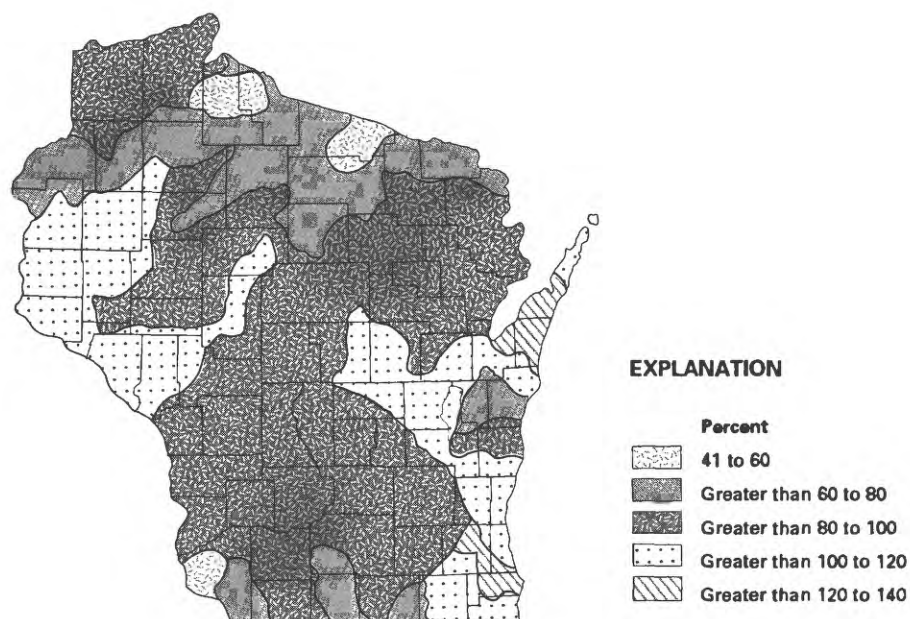 EXPLANATION
Percent
41 to 60
Greater than 60 to 80
Greater than 80 to 100
Greater than 100 to 120
Greater than 120 to 140